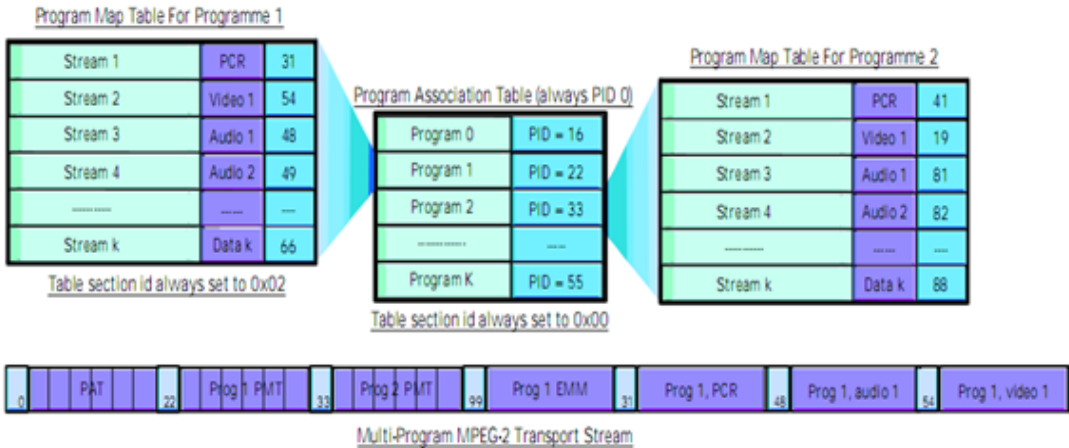 Program Map Table For Programme 1
Stream 1 PCR 31
Stream 2 Video 1 54
Stream 3 Audio 1 48
Stream 4 Audio 2 49
---------- ------ ----
Stream k Data k 66
Table section id always set to 0x02
Program Association Table (always PID 0)
Program 0 PID = 16
Program 1 PID = 22
Program 2 PID = 33
------------ -----
Program K PID = 55
Table section id always set to 0x00
Program Map Table For Programme 2
Stream 1 PCR 41
Stream 2 Video 1 19
Stream 3 Audio 1 81
Stream 4 Audio 2 82
---------- ------ ----
Stream k Data k 88
0 PAT 22 Prog 1 PMT 33 Prog 2 PMT 99 Prog 1 EMM 31 Prog 1, PCR 48 Prog 1, audio 1 54 Prog 1, video 1
Multi-Program MPEG-2 Transport Stream